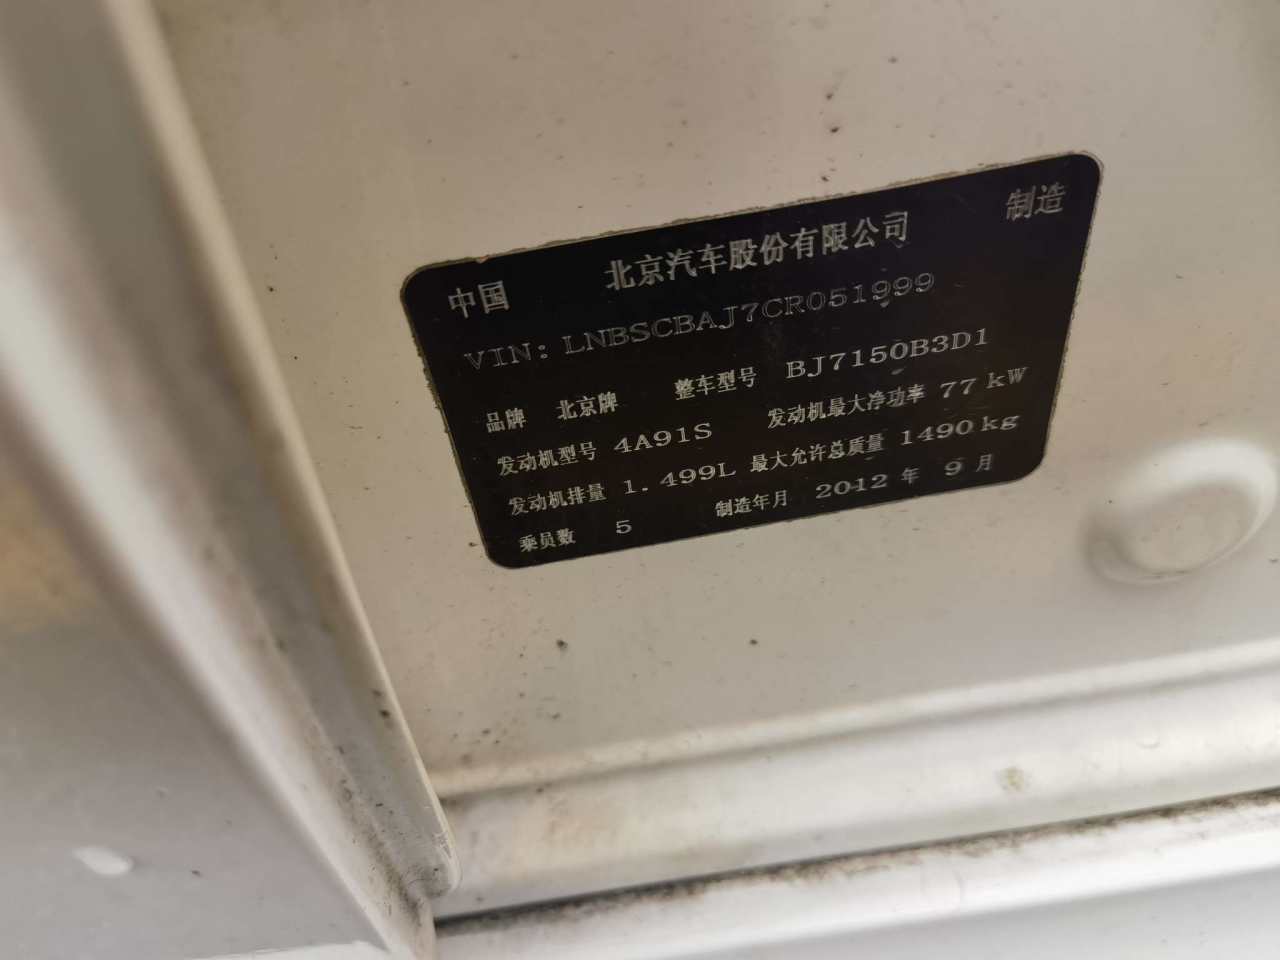 中国 北京汽车股份有限公司 制造
VIN: LNBSCBAJ7CR051999
品牌 北京牌 整车型号 BJ7150B3D1
发动机型号 4A91S 发动机最大净功率 77 kW
发动机排量 1.499L 最大允许总质量 1490 kg
乘员数 5 制造年月 2012 年 9 月